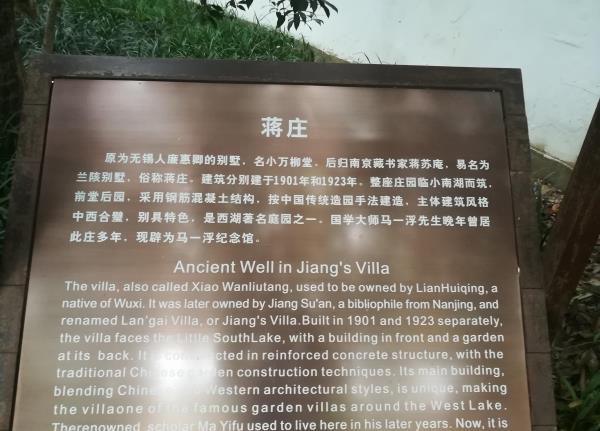 蒋庄
原为无锡人廉惠卿的别墅，名小万柳堂。后归南京藏书家蒋苏庵，易名为
兰陔别墅，俗称蒋庄。建筑分别建于1901年和1923年。整座庄园临小南湖而筑，
前堂后园，采用钢筋混凝土结构，按中国传统造园手法建造，主体建筑风格
中西合璧，别具特色，是西湖著名庭园之一。国学大师马一浮先生晚年曾居
此庄多年，现辟为马一浮纪念馆。
Ancient Well in Jiang's Villa
The villa, also called Xiao Wanliutang, used to be owned by LianHuiqing, a
native of Wuxi. It was later owned by Jiang Su'an, a bibliophile from Nanjing, and
renamed Lan'gai Villa, or Jiang's Villa.Built in 1901 and 1923 separately,
the villa faces the Little SouthLake, with a building in front and a garden
at its back. It is constructed in reinforced concrete structure, with the
traditional Chinese garden construction techniques. Its main building,
blending Chinese Western architectural styles, is unique, making
the villaone of the famous garden villas around the West Lake.
Therenowned scholar Ma Yifu used to live here in his later years. Now, it is